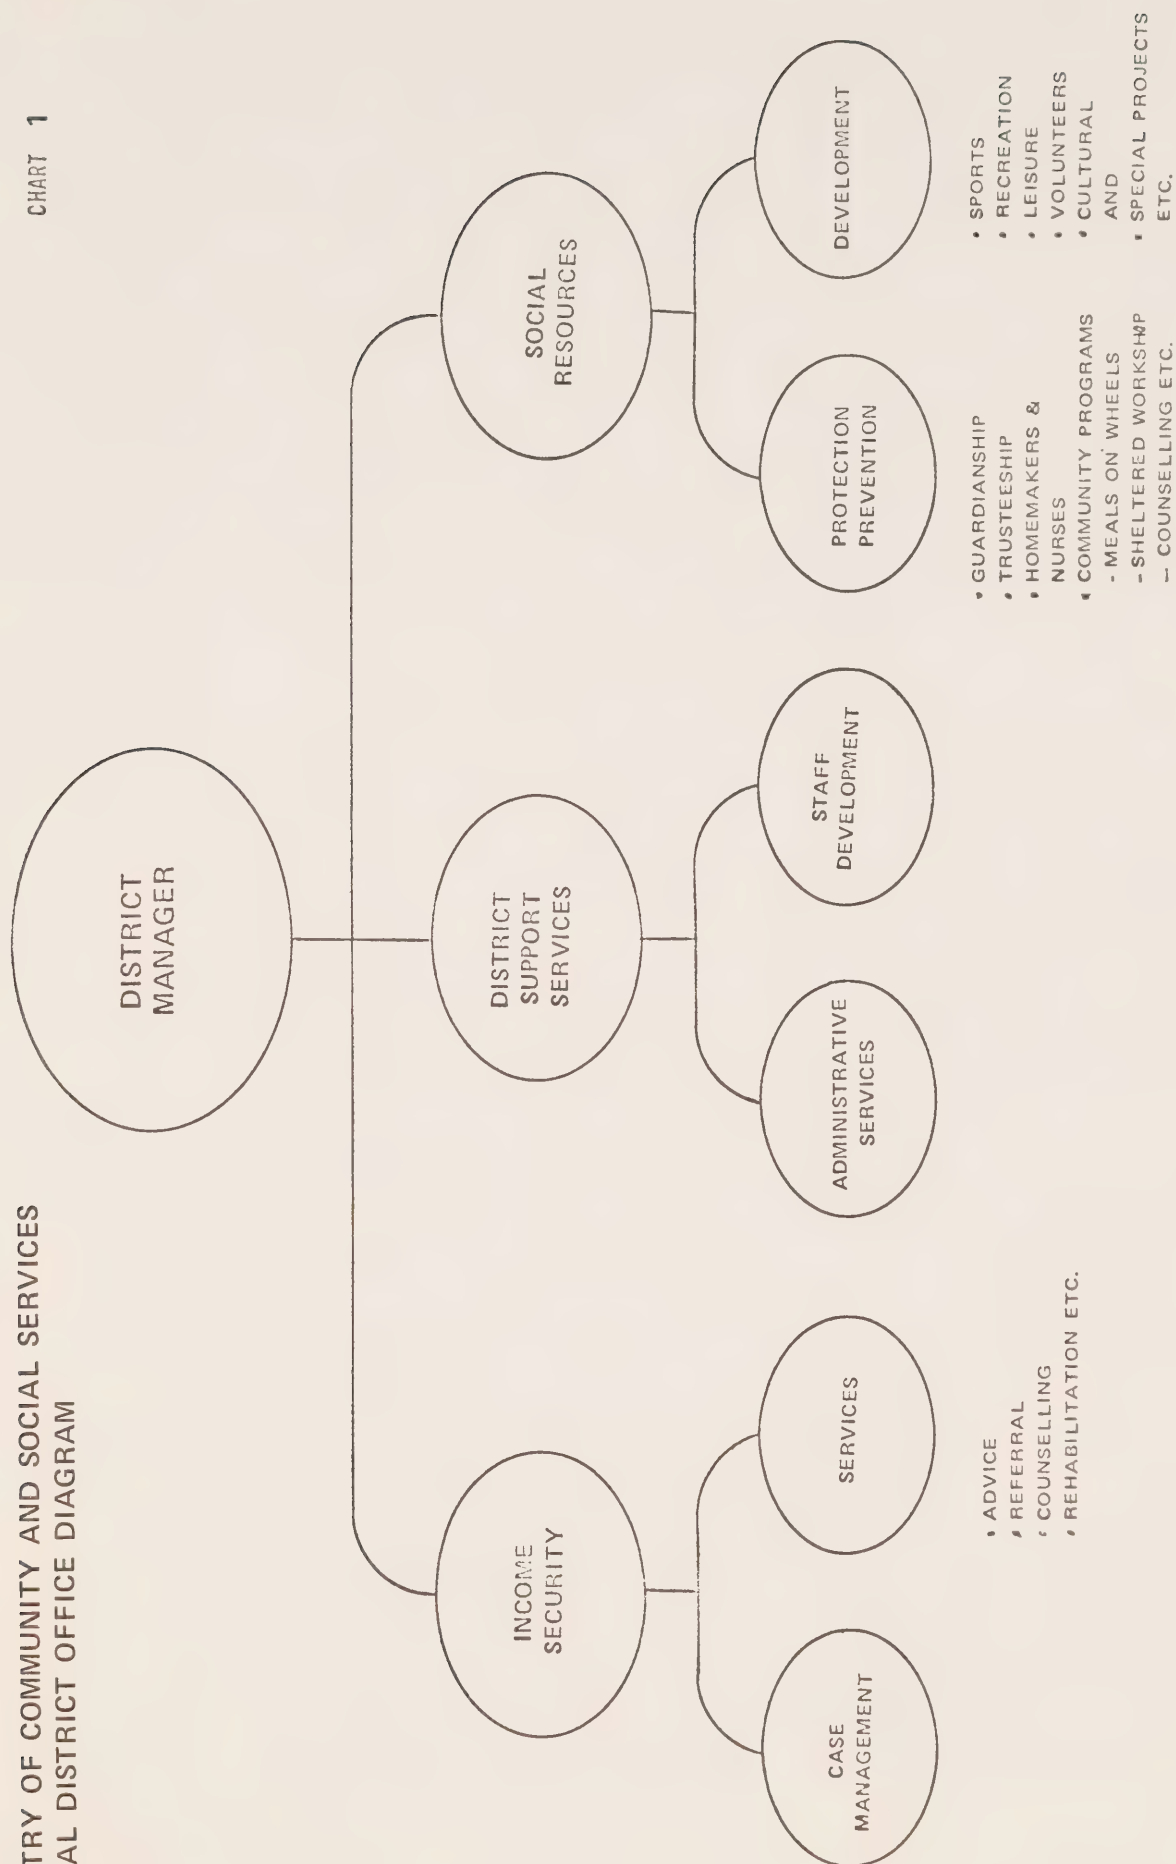 CHART 1
TRY OF COMMUNITY AND SOCIAL SERVICES
AL DISTRICT OFFICE DIAGRAM
DISTRICT
MANAGER
INCOME
SECURITY
DISTRICT
SUPPORT
SERVICES
SOCIAL
RESOURCES
CASE
MANAGEMENT
SERVICES
ADMINISTRATIVE
SERVICES
STAFF
DEVELOPMENT
PROTECTION
PREVENTION
DEVELOPMENT
• ADVICE
• REFERRAL
• COUNSELLING
• REHABILITATION ETC.
• GUARDIANSHIP
• TRUSTEESHIP
• HOMEMAKERS &
NURSES
• COMMUNITY PROGRAMS
- MEALS ON WHEELS
- SHELTERED WORKSHOP
- COUNSELLING ETC.
• SPORTS
• RECREATION
• LEISURE
• VOLUNTEERS
• CULTURAL
AND
• SPECIAL PROJECTS
ETC.